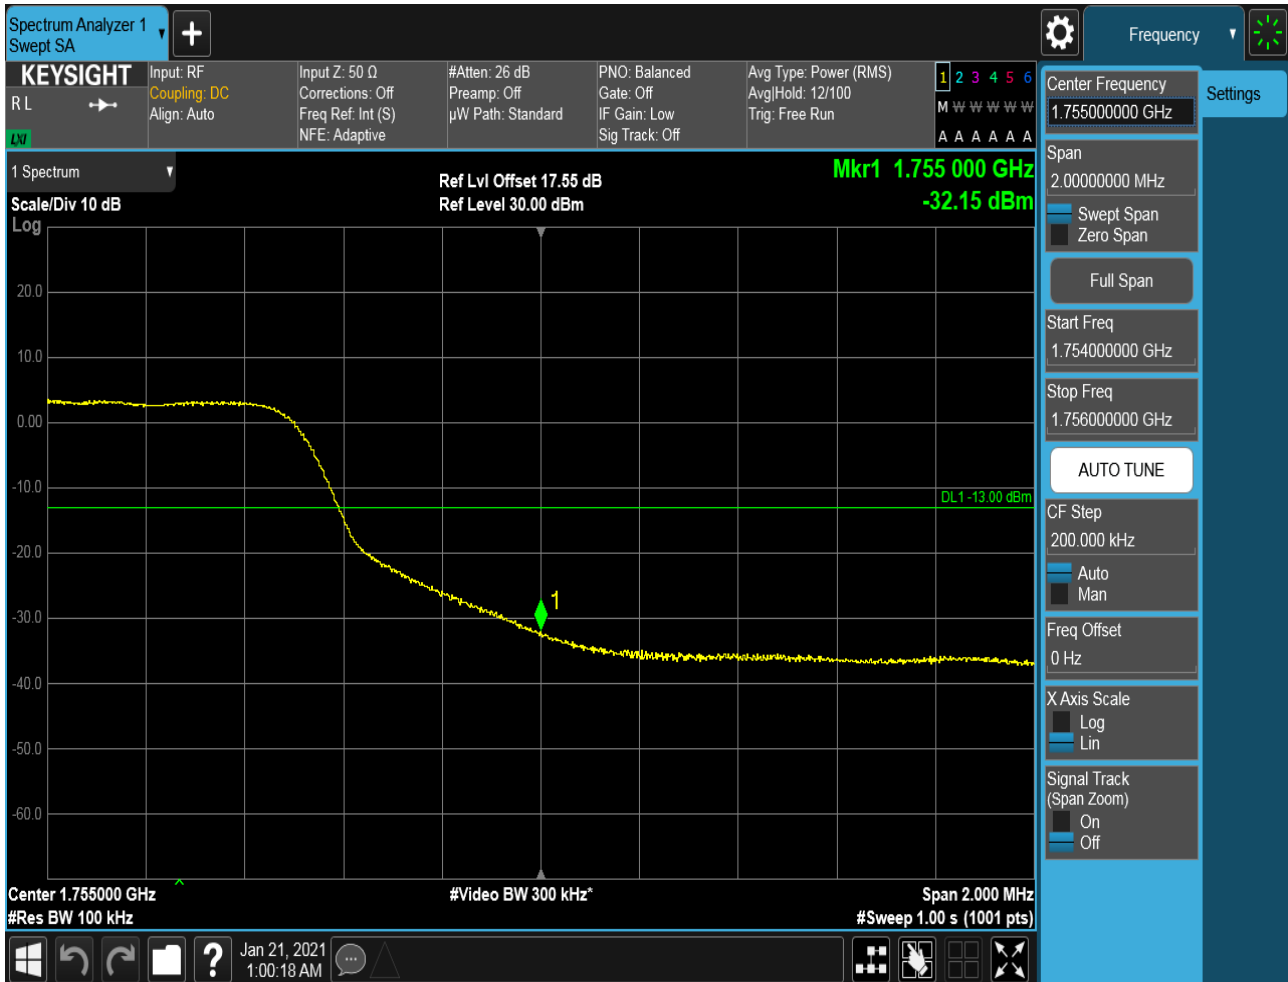 Spectrum Analyzer 1
Swept SA
Frequency
KEYSIGHT
R L
LXI
Input: RF
Coupling: DC
Align: Auto
Input Z: 50 Ω
Corrections: Off
Freq Ref: Int (S)
NFE: Adaptive
#Atten: 26 dB
Preamp: Off
µW Path: Standard
PNO: Balanced
Gate: Off
IF Gain: Low
Sig Track: Off
Avg Type: Power (RMS)
Avg|Hold: 12/100
Trig: Free Run
1 2 3 4 5 6
M W W W W W
A A A A A A
1 Spectrum
Scale/Div 10 dB
Log
Ref Lvl Offset 17.55 dB
Ref Level 30.00 dBm
Mkr1 1.755 000 GHz
-32.15 dBm
20.0
10.0
0.00
-10.0
-20.0
-30.0
-40.0
-50.0
-60.0
DL1 -13.00 dBm
1
Center 1.755000 GHz
#Res BW 100 kHz
#Video BW 300 kHz*
Span 2.000 MHz
#Sweep 1.00 s (1001 pts)
Center Frequency
1.755000000 GHz
Settings
Span
2.00000000 MHz
Swept Span
Zero Span
Full Span
Start Freq
1.754000000 GHz
Stop Freq
1.756000000 GHz
AUTO TUNE
CF Step
200.000 kHz
Auto
Man
Freq Offset
0 Hz
X Axis Scale
Log
Lin
Signal Track
(Span Zoom)
On
Off
?
Jan 21, 2021
1:00:18 AM